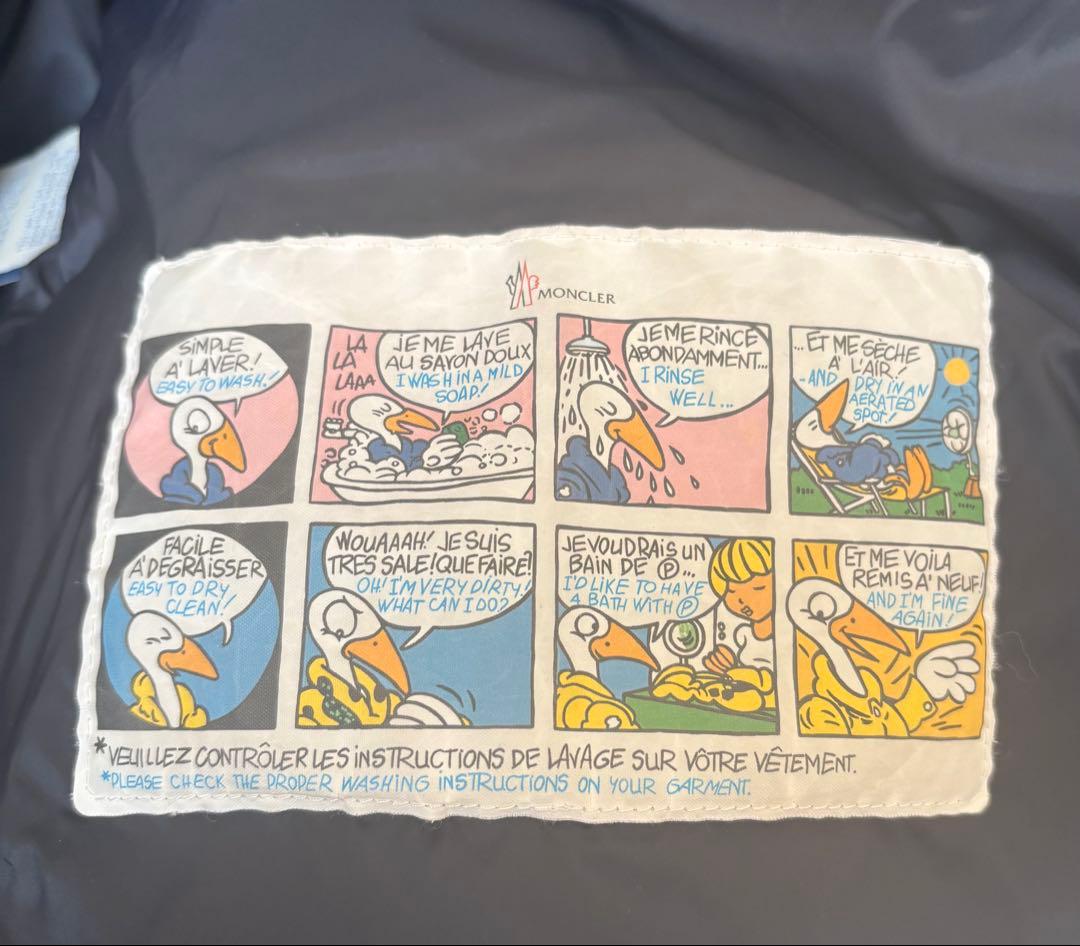 MONCLER
SIMPLE
A' LAVER!
EASY TO WASH!
LA
LA
LAAA
JE ME LAVE
AU SAVON DOUX
I WASH IN A MILD
SOAP!
JE ME RINCE
ABONDAMMENT...
I RINSE
WELL...
...ET ME SÈCHE
A' L'AIR!
...AND DRY IN AN
AERATED
SPOT!
FACILE
A' DEGRAISSER
EASY TO DRY
CLEAN!
WOUAAAH! JE SUIS
TRES SALE! QUE FAIRE?
OH! I'M VERY DIRTY!
WHAT CAN I DO?
JE VOUDRAIS UN
BAIN DE Ⓟ...
I'D LIKE TO HAVE
A BATH WITH Ⓟ
ET ME VOILA
REMIS A' NEUF!
AND I'M FINE
AGAIN!
*VEUILLEZ CONTRÔLER LES INSTRUCTIONS DE LAVAGE SUR VÔTRE VÊTEMENT.
*PLEASE CHECK THE PROPER WASHING INSTRUCTIONS ON YOUR GARMENT.